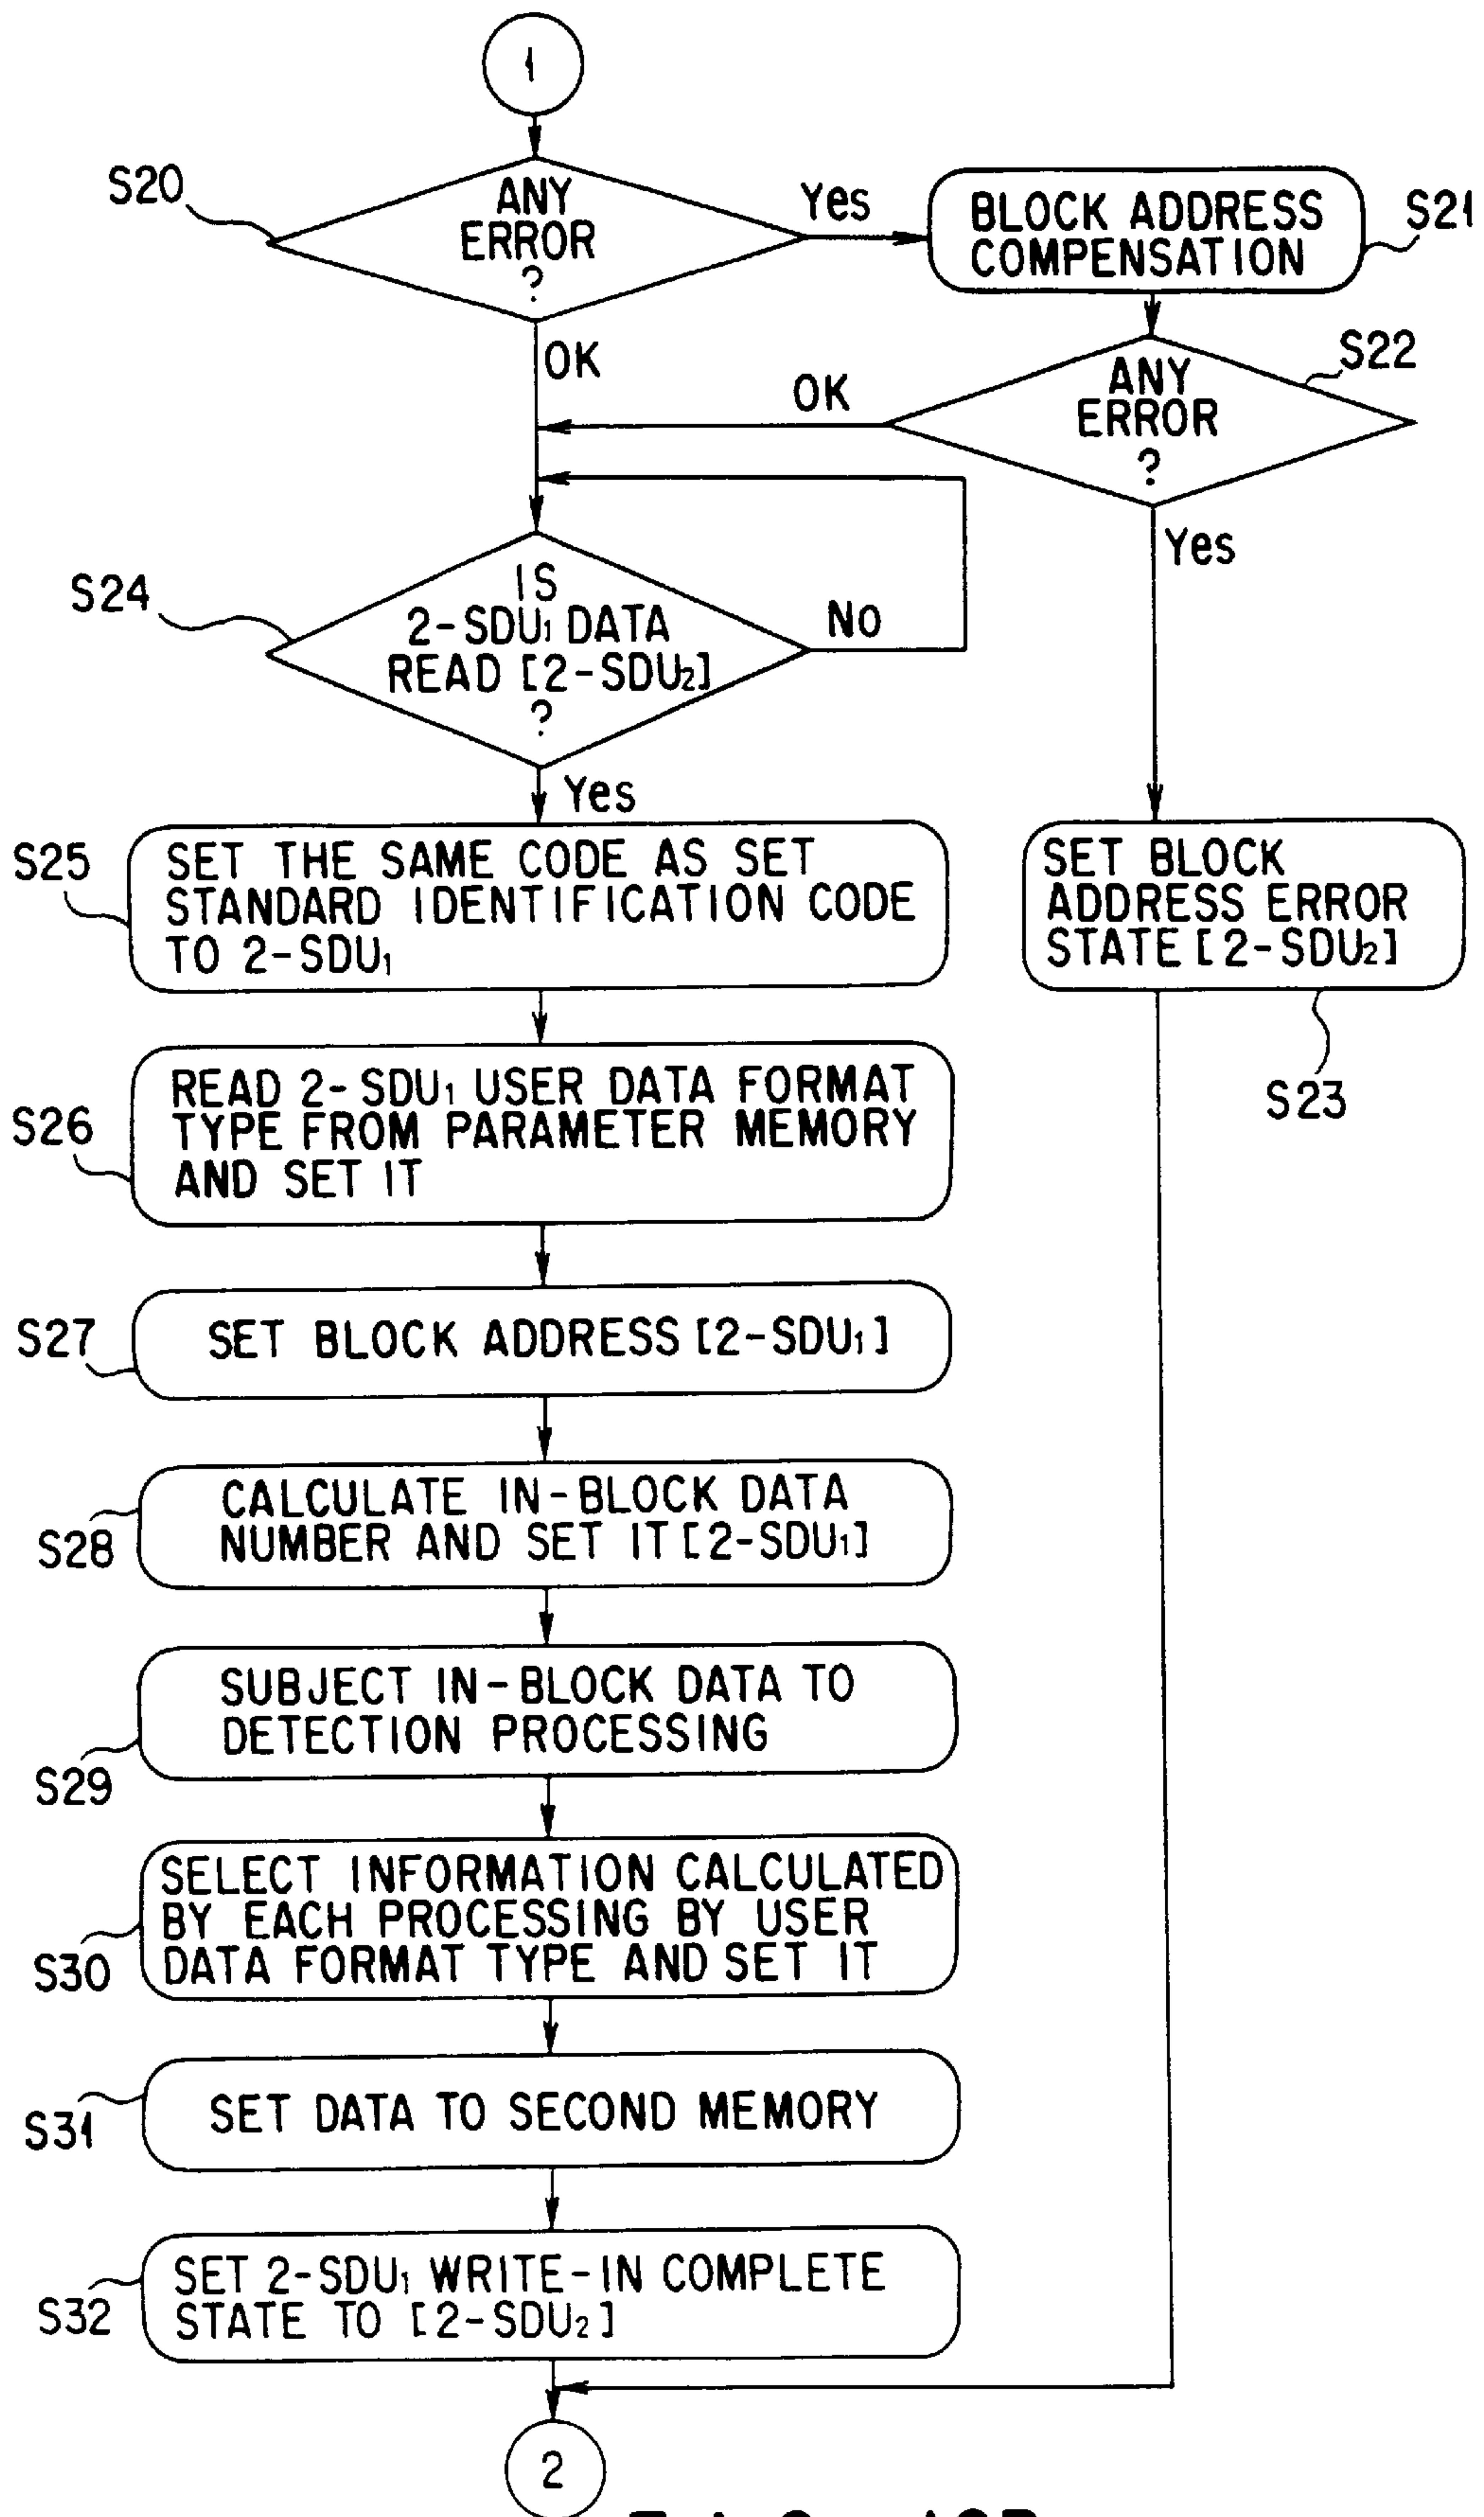 1
S20
ANY
ERROR
?
Yes
BLOCK ADDRESS
COMPENSATION
S21
OK
S22
ANY
ERROR
?
OK
Yes
S24
IS
2-SDU₁ DATA
READ [2-SDU₂]
?
No
Yes
S25
SET THE SAME CODE AS SET
STANDARD IDENTIFICATION CODE
TO 2-SDU₁
SET BLOCK
ADDRESS ERROR
STATE [2-SDU₂]
S23
S26
READ 2-SDU₁ USER DATA FORMAT
TYPE FROM PARAMETER MEMORY
AND SET IT
S27
SET BLOCK ADDRESS [2-SDU₁]
S28
CALCULATE IN-BLOCK DATA
NUMBER AND SET IT [2-SDU₁]
S29
SUBJECT IN-BLOCK DATA TO
DETECTION PROCESSING
S30
SELECT INFORMATION CALCULATED
BY EACH PROCESSING BY USER
DATA FORMAT TYPE AND SET IT
S31
SET DATA TO SECOND MEMORY
S32
SET 2-SDU₁ WRITE-IN COMPLETE
STATE TO [2-SDU₂]
2